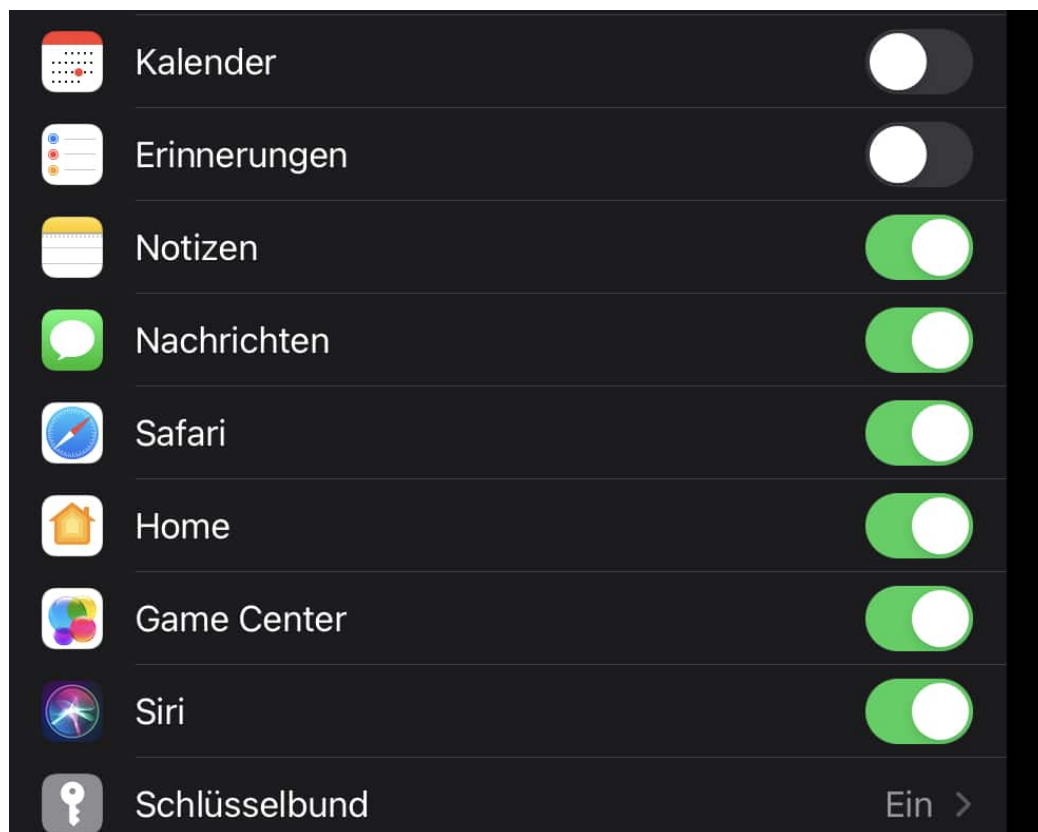 Kalender
Erinnerungen
Notizen
Nachrichten
Safari
Home
Game Center
Siri
Schlüsselbund Ein